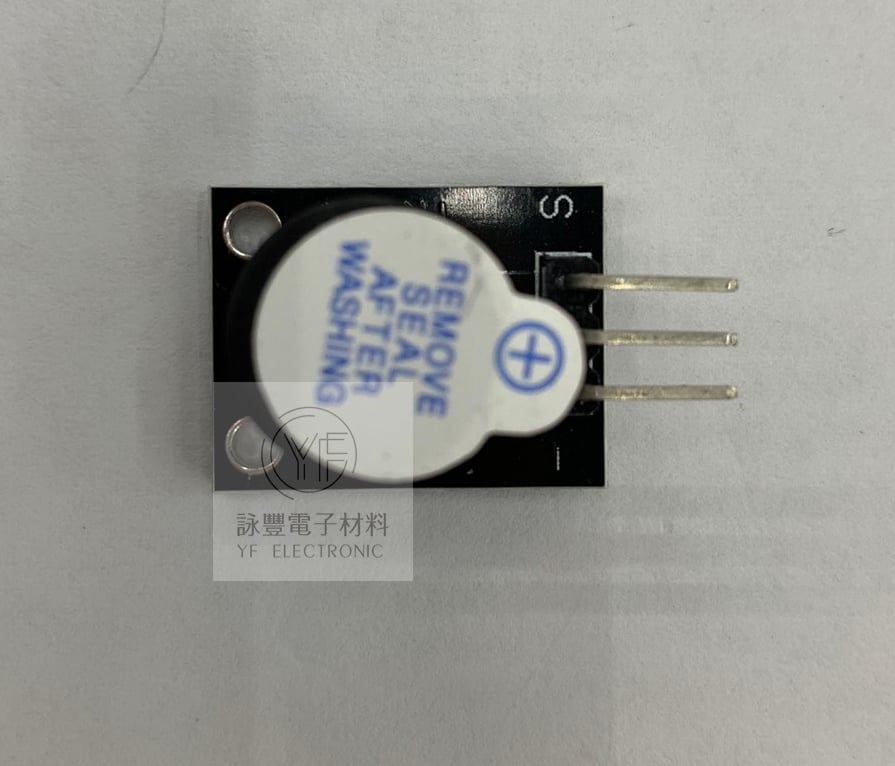 S
REMOVE
SEAL
AFTER
WASHING
+
-
YF
詠豐電子材料
YF ELECTRONIC